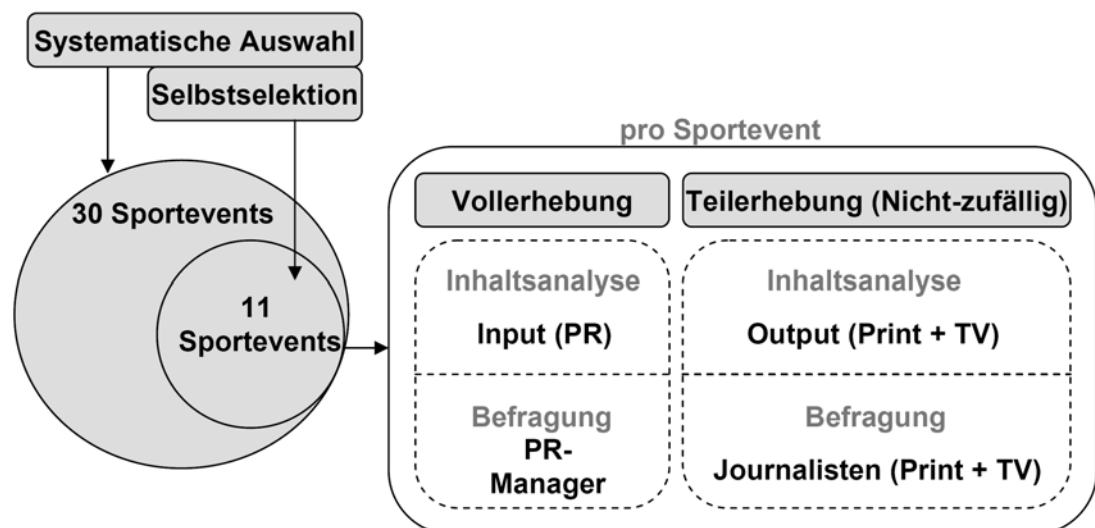 Systematische Auswahl
Selbstselektion
30 Sportevents
11
Sportevents
pro Sportevent
Vollerhebung
Teilerhebung (Nicht-zufällig)
Inhaltsanalyse
Input (PR)
Inhaltsanalyse
Output (Print + TV)
Befragung
PR-
Manager
Befragung
Journalisten (Print + TV)